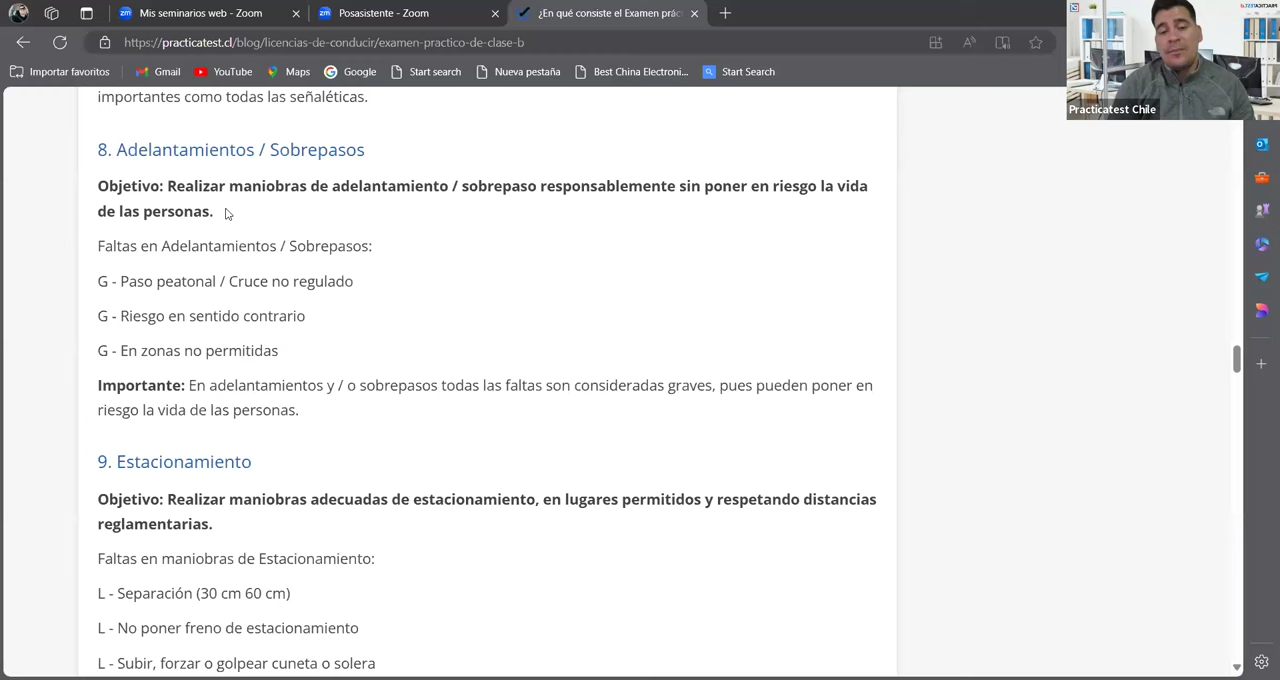 Mis seminarios web - Zoom
Posasistente - Zoom
¿En qué consiste el Examen prác
https://practicatest.cl/blog/licencias-de-conducir/examen-practico-de-clase-b
Importar favoritos
Gmail
YouTube
Maps
Google
Start search
Nueva pestaña
Best China Electroni...
Start Search
Practicatest Chile
importantes como todas las señaléticas.
8. Adelantamientos / Sobrepasos
Objetivo: Realizar maniobras de adelantamiento / sobrepaso responsablemente sin poner en riesgo la vida
de las personas.
Faltas en Adelantamientos / Sobrepasos:
G - Paso peatonal / Cruce no regulado
G - Riesgo en sentido contrario
G - En zonas no permitidas
Importante: En adelantamientos y / o sobrepasos todas las faltas son consideradas graves, pues pueden poner en
riesgo la vida de las personas.
9. Estacionamiento
Objetivo: Realizar maniobras adecuadas de estacionamiento, en lugares permitidos y respetando distancias
reglamentarias.
Faltas en maniobras de Estacionamiento:
L - Separación (30 cm 60 cm)
L - No poner freno de estacionamiento
L - Subir, forzar o golpear cuneta o solera